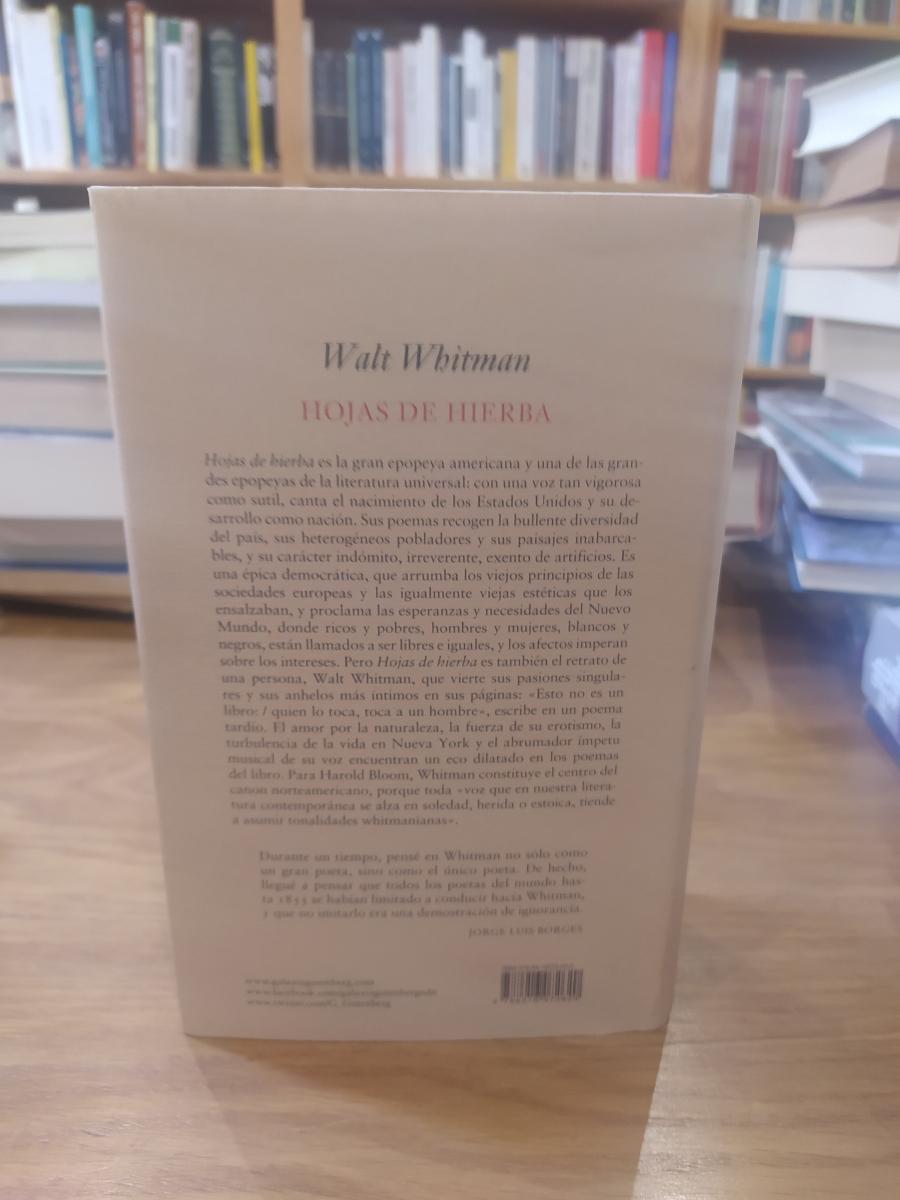 Walt Whitman
HOJAS DE HIERBA
Hojas de hierba es la gran epopeya americana y una de las gran-
des epopeyas de la literatura universal: con una voz tan vigorosa
como sutil, canta el nacimiento de los Estados Unidos y su de-
sarrollo como nación. Sus poemas recogen la bullente diversidad
del país, sus heterogéneos pobladores y sus paisajes inabarca-
bles, y su carácter indómito, irreverente, exento de artificios. Es
una épica democrática, que arrumba los viejos principios de las
sociedades europeas y las igualmente viejas estéticas que los
ensalzaban, y proclama las esperanzas y necesidades del Nuevo
Mundo, donde ricos y pobres, hombres y mujeres, blancos y
negros, están llamados a ser libres e iguales, y los afectos imperan
sobre los intereses. Pero Hojas de hierba es también el retrato de
una persona, Walt Whitman, que vierte sus pasiones singula-
res y sus anhelos más íntimos en sus páginas: «Esto no es un
libro: / quien lo toca, toca a un hombre», escribe en un poema
tardío. El amor por la naturaleza, la fuerza de su erotismo, la
turbulencia de la vida en Nueva York y el abrumador ímpetu
musical de su voz encuentran un eco dilatado en los poemas
del libro. Para Harold Bloom, Whitman constituye el centro del
canon norteamericano, porque toda «voz que en nuestra litera-
tura contemporánea se alza en soledad, herida o estoica, tiende
a asumir tonalidades whitmanianas».
Durante un tiempo, pensé en Whitman no sólo como
un gran poeta, sino como el único poeta. De hecho,
llegué a pensar que todos los poetas del mundo has-
ta 1855 se habían limitado a conducir hacia Whitman,
y que no imitarlo era una demostración de ignorancia.
JORGE LUIS BORGES
www.galaxiagutenberg.com